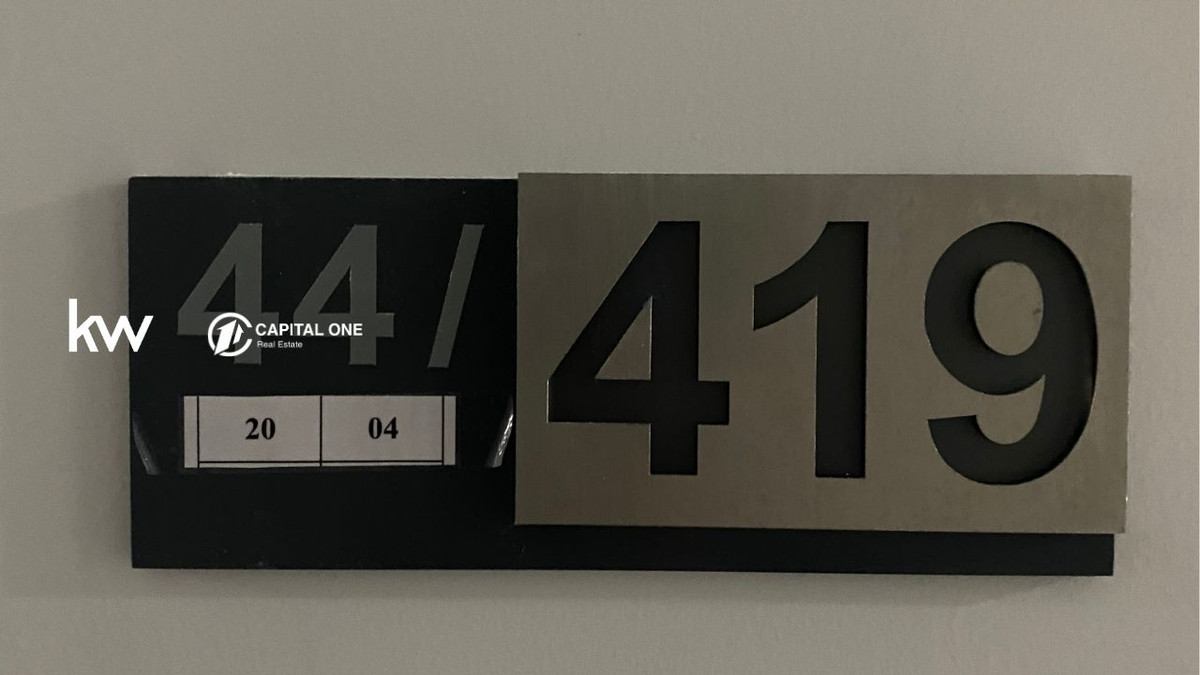 44/ 419
kw CAPITAL ONE
Real Estate
20 04